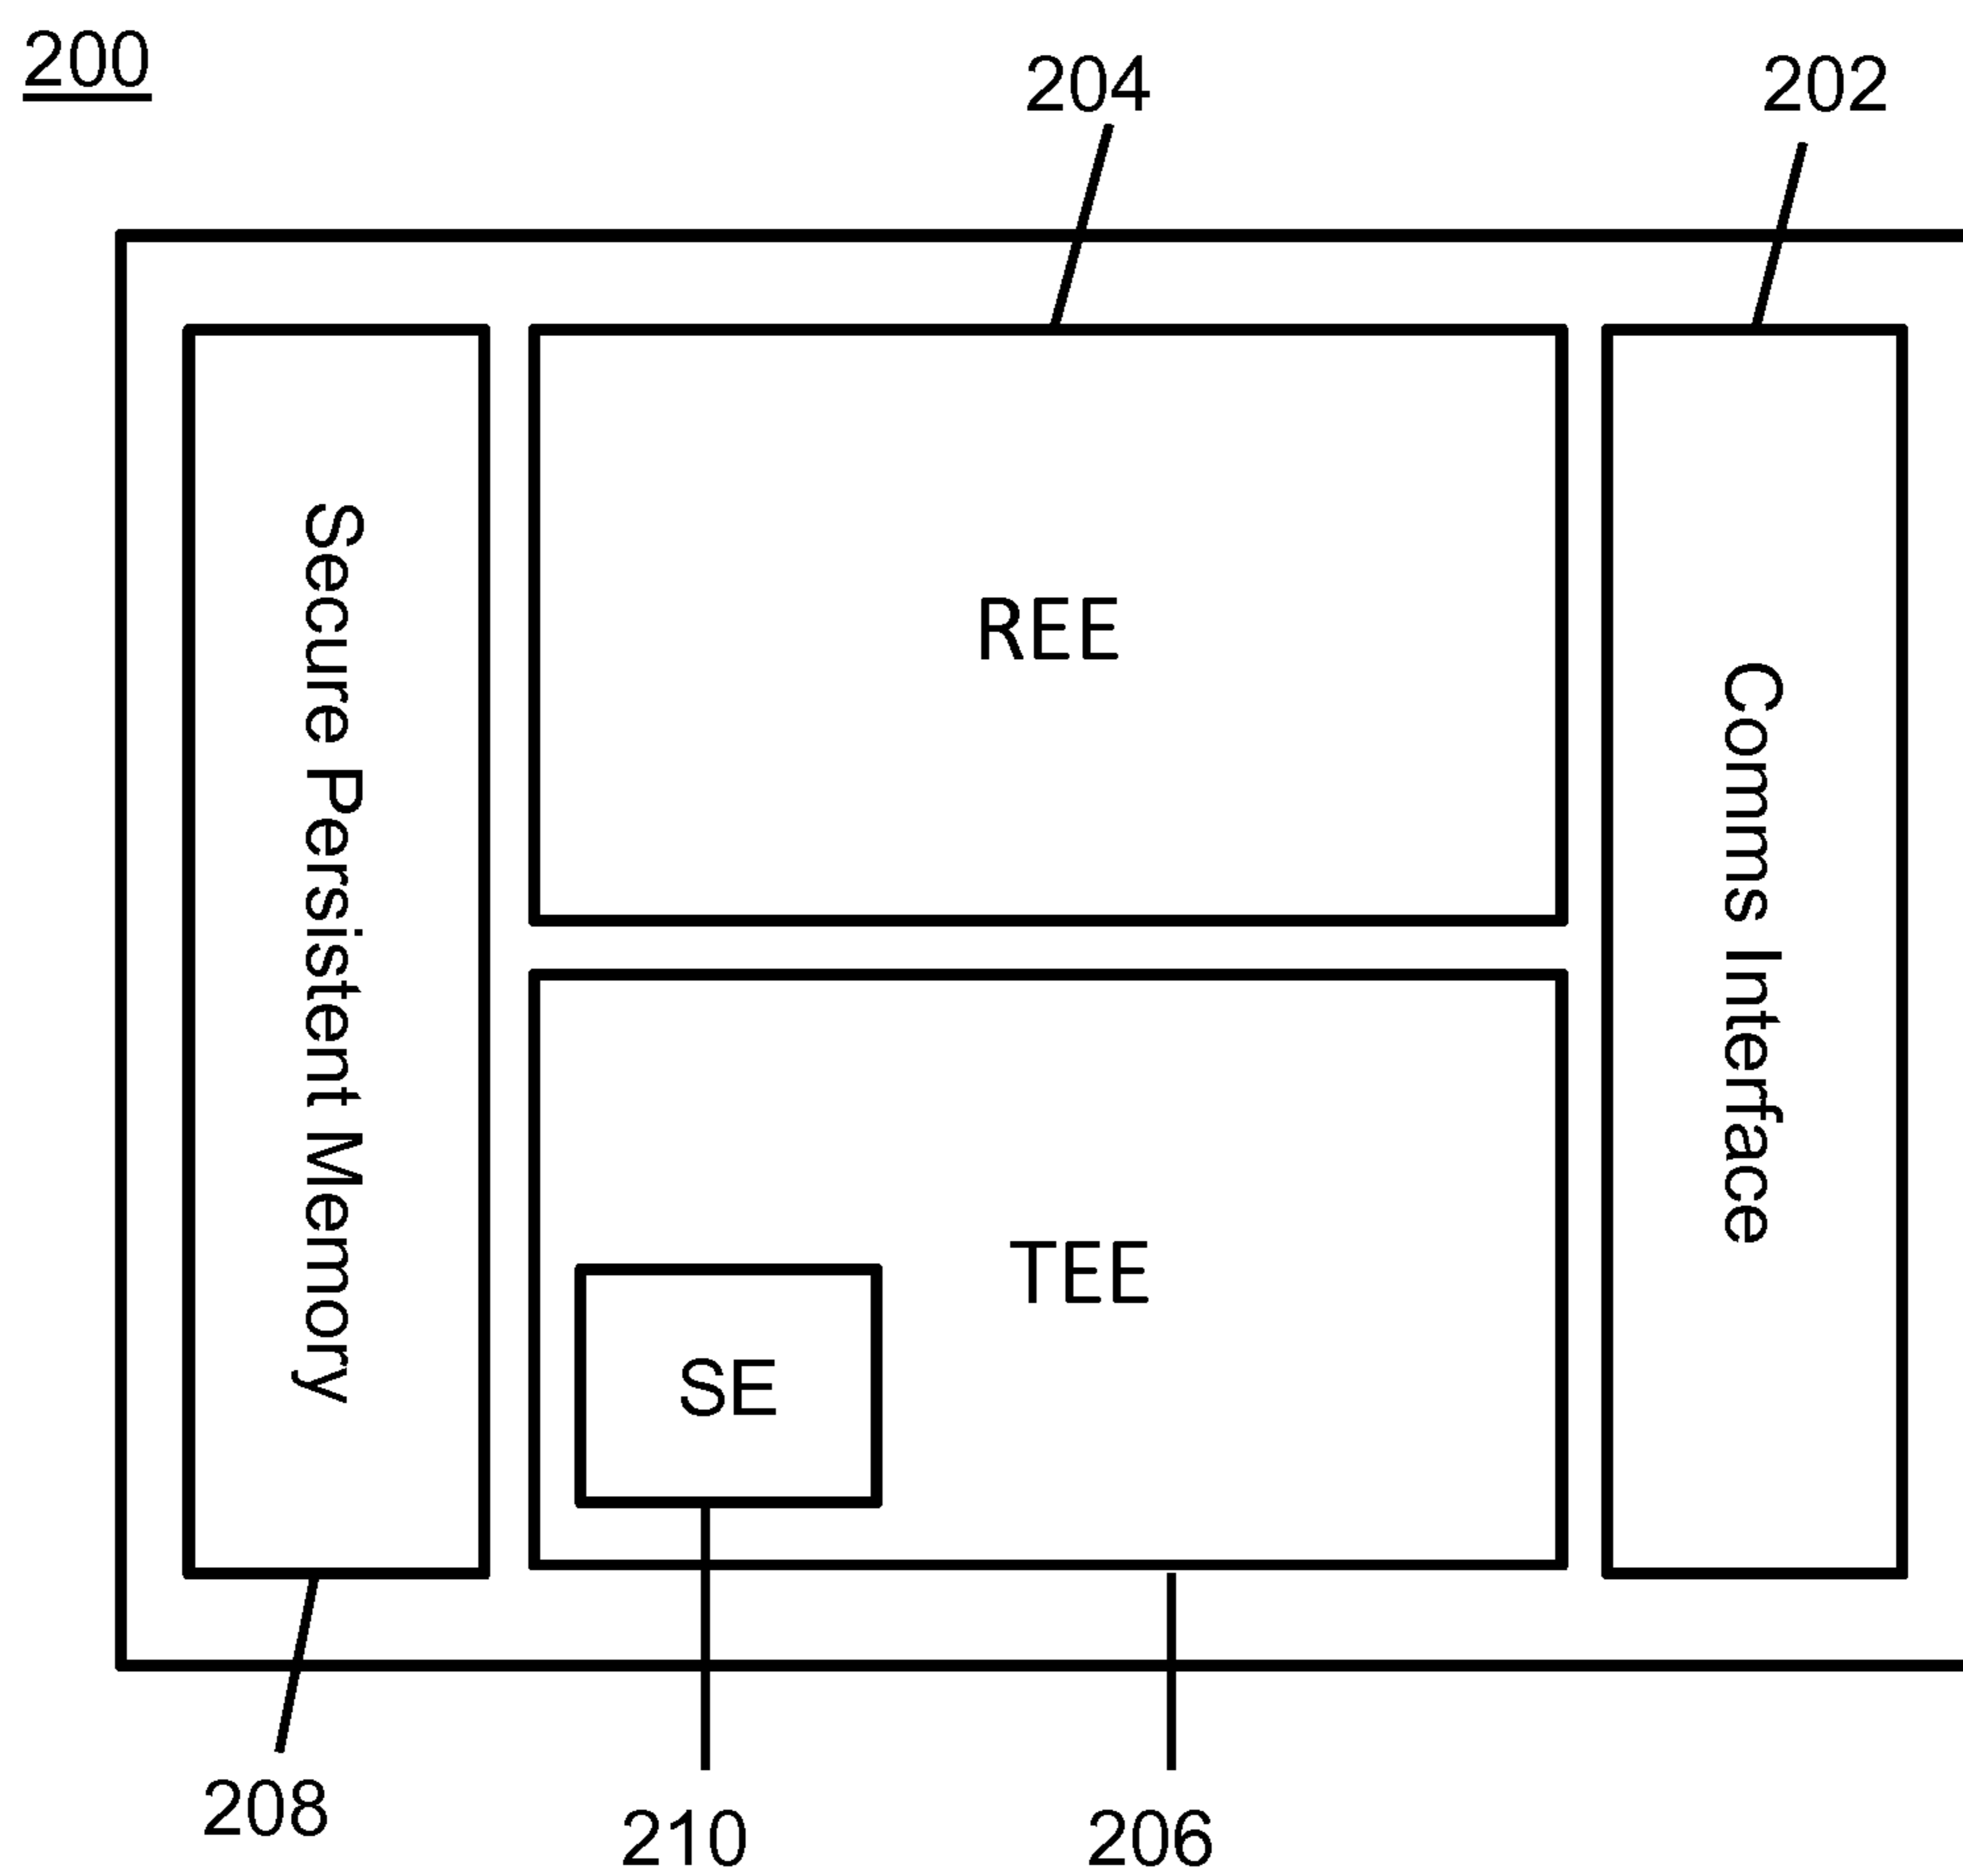 200
204
202
Secure Persistent Memory
REE
Comms Interface
TEE
SE
208
210
206